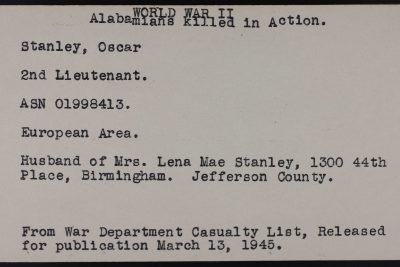 WORLD WAR II
Alabamians killed in Action.
Stanley, Oscar
2nd Lieutenant.
ASN 01998413.
European Area.
Husband of Mrs. Lena Mae Stanley, 1300 44th
Place, Birmingham.  Jefferson County.
From War Department Casualty List, Released
for publication March 13, 1945.